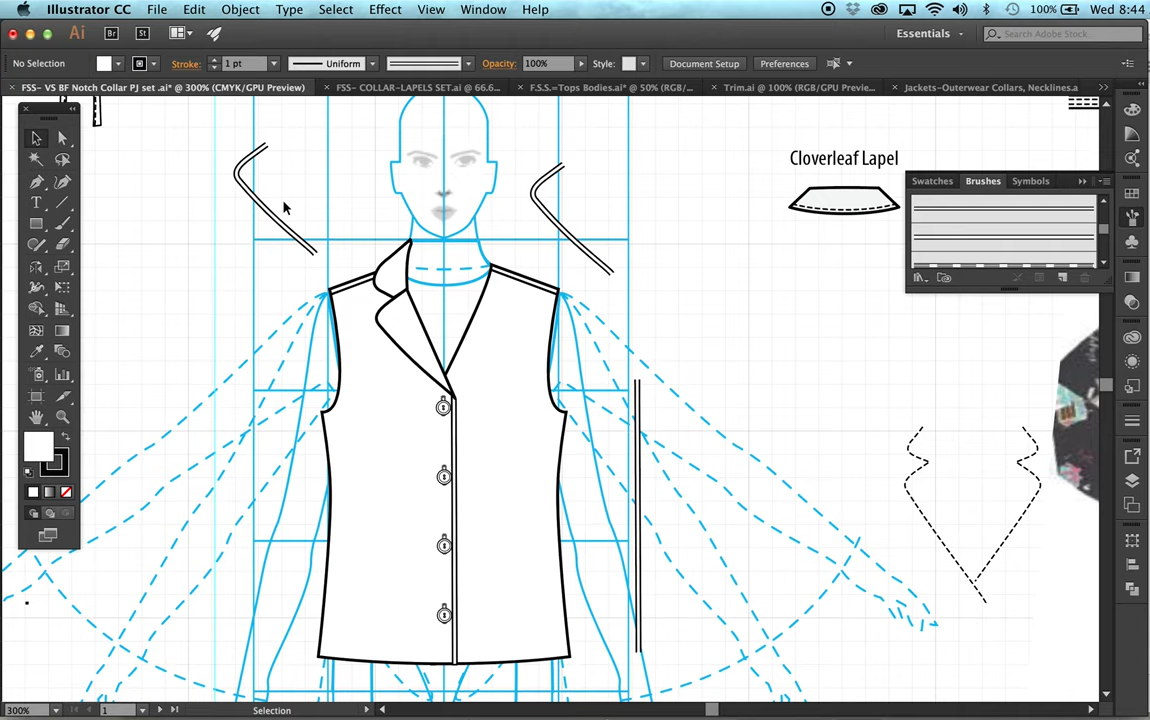 Illustrator CC File Edit Object Type Select Effect View Window Help 100% Wed 8:44
Ai Br St Essentials Search Adobe Stock
No Selection Stroke: 1 pt Uniform Opacity: 100% Style: Document Setup Preferences
FSS- VS BF Notch Collar PJ set .ai* @ 300% (CMYK/GPU Preview) FSS- COLLAR-LAPELS SET.ai @ 66.6... F.S.S.=Tops Bodies.ai* @ 50% (RGB/... Trim.ai @ 100% (RGB/GPU Previe... Jackets-Outerwear Collars, Necklines.a
Cloverleaf Lapel
Swatches Brushes Symbols
300% 1 Selection